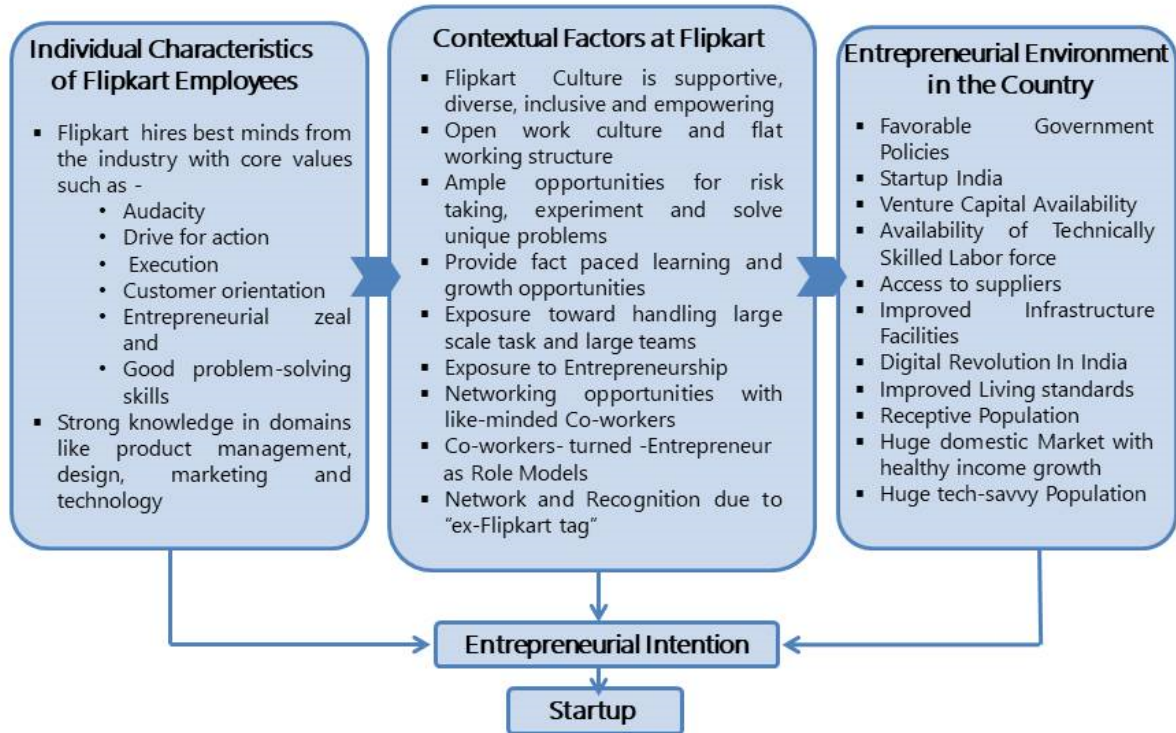 Individual Characteristics
of Flipkart Employees
▪ Flipkart hires best minds from
the industry with core values
such as -
• Audacity
• Drive for action
• Execution
• Customer orientation
• Entrepreneurial zeal
and
• Good problem-solving
skills
▪ Strong knowledge in domains
like product management,
design, marketing and
technology
Contextual Factors at Flipkart
▪ Flipkart Culture is supportive,
diverse, inclusive and empowering
▪ Open work culture and flat
working structure
▪ Ample opportunities for risk
taking, experiment and solve
unique problems
▪ Provide fact paced learning and
growth opportunities
▪ Exposure toward handling large
scale task and large teams
▪ Exposure to Entrepreneurship
▪ Networking opportunities with
like-minded Co-workers
▪ Co-workers- turned -Entrepreneur
as Role Models
▪ Network and Recognition due to
“ex-Flipkart tag“
Entrepreneurial Environment
in the Country
▪ Favorable Government
Policies
▪ Startup India
▪ Venture Capital Availability
▪ Availability of Technically
Skilled Labor force
▪ Access to suppliers
▪ Improved Infrastructure
Facilities
▪ Digital Revolution In India
▪ Improved Living standards
▪ Receptive Population
▪ Huge domestic Market with
healthy income growth
▪ Huge tech-savvy Population
Entrepreneurial Intention
Startup